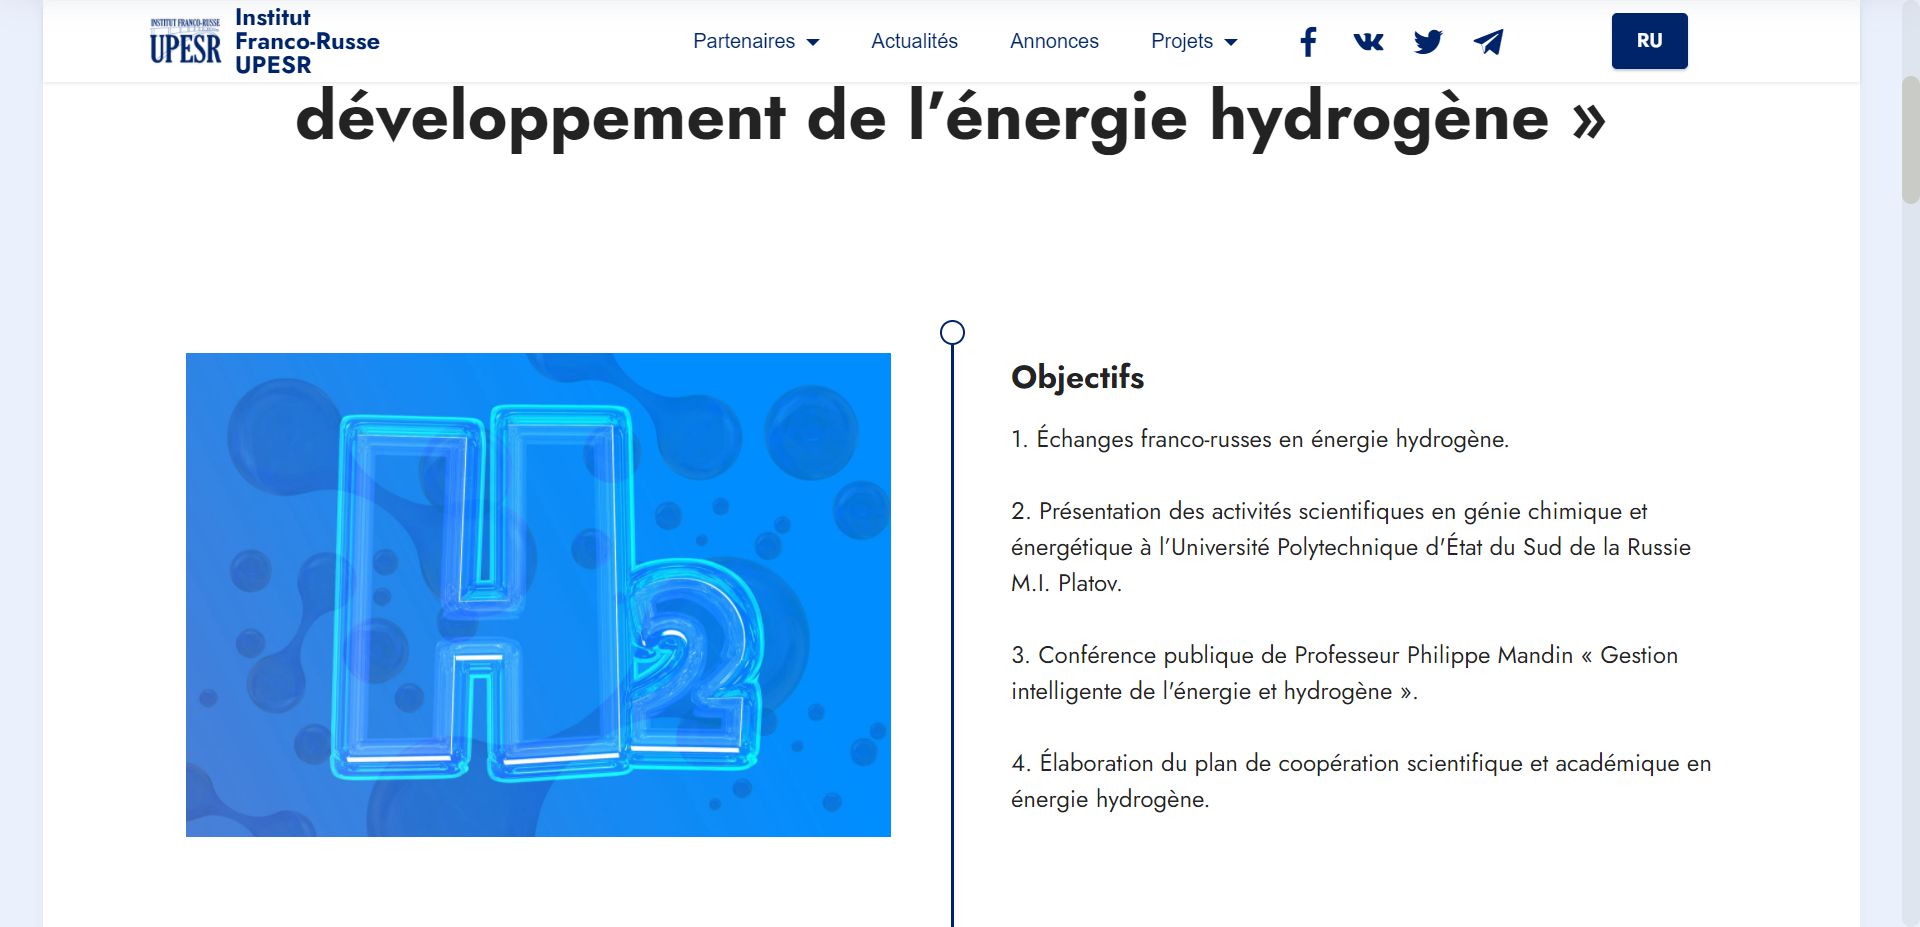 INSTITUT FRANCO-RUSSE
UPESR
Institut
Franco-Russe
UPESR
Partenaires
Actualités
Annonces
Projets
RU
développement de l’énergie hydrogène »
H2
Objectifs
1. Échanges franco-russes en énergie hydrogène.
2. Présentation des activités scientifiques en génie chimique et
énergétique à l’Université Polytechnique d'État du Sud de la Russie
M.I. Platov.
3. Conférence publique de Professeur Philippe Mandin « Gestion
intelligente de l'énergie et hydrogène ».
4. Élaboration du plan de coopération scientifique et académique en
énergie hydrogène.